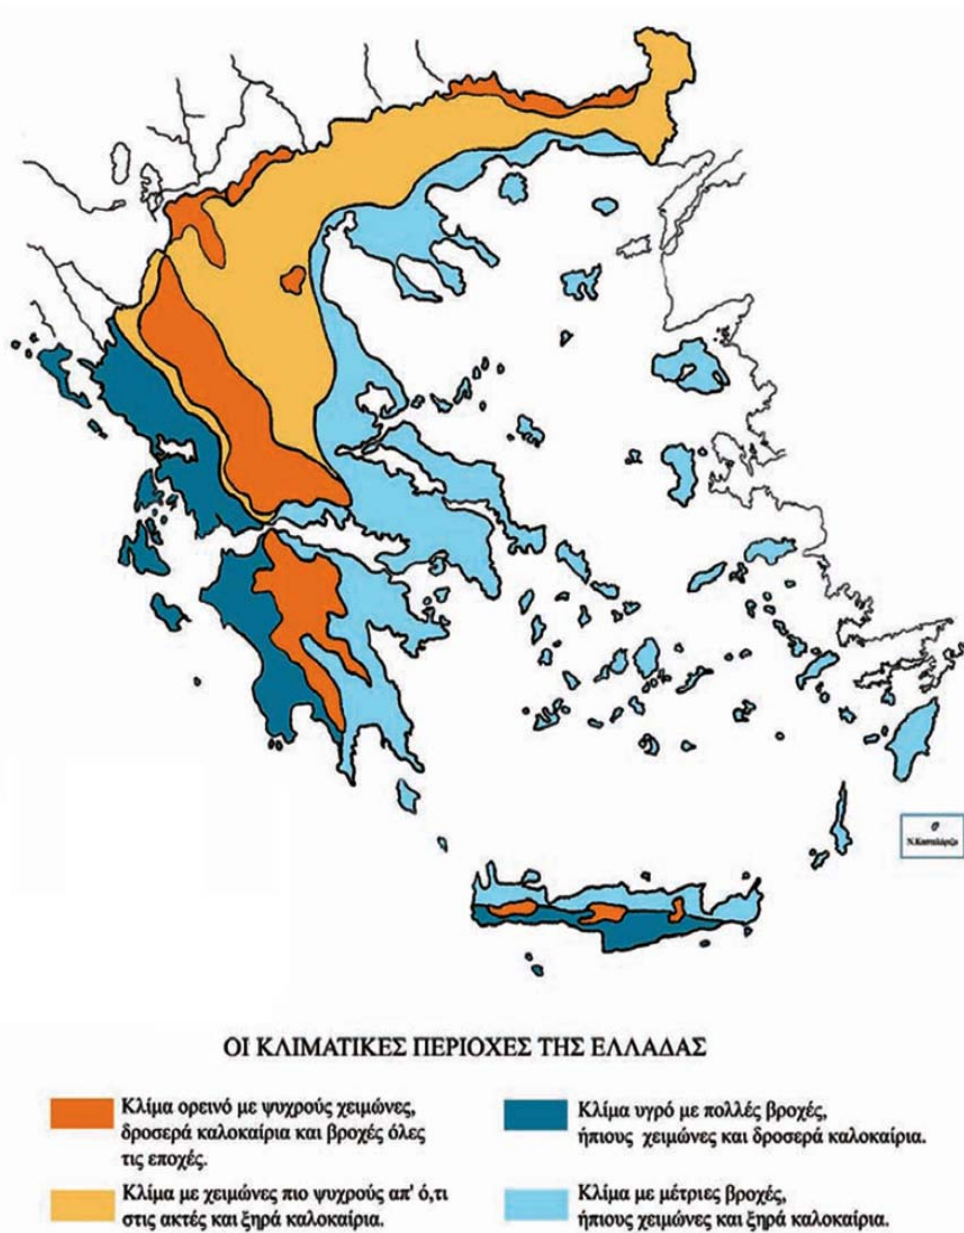 Ν.Καστελόριζο
ΟΙ ΚΛΙΜΑΤΙΚΕΣ ΠΕΡΙΟΧΕΣ ΤΗΣ ΕΛΛΑΔΑΣ
Κλίμα ορεινό με ψυχρούς χειμώνες,
δροσερά καλοκαίρια και βροχές όλες
τις εποχές.
Κλίμα με χειμώνες πιο ψυχρούς απ' ό,τι
στις ακτές και ξηρά καλοκαίρια.
Κλίμα υγρό με πολλές βροχές,
ήπιους χειμώνες και δροσερά καλοκαίρια.
Κλίμα με μέτριες βροχές,
ήπιους χειμώνες και ξηρά καλοκαίρια.